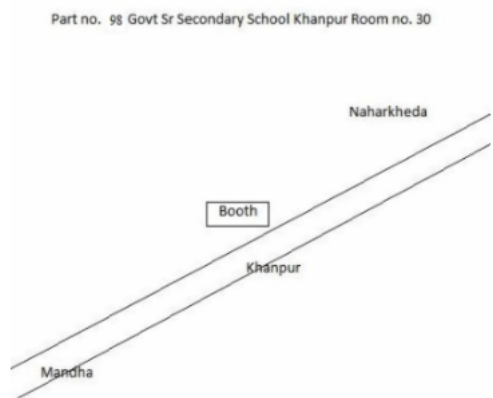 Part no. 98 Govt Sr Secondary School Khanpur Room no. 30
Naharkheda
Booth
Khanpur
Mandha